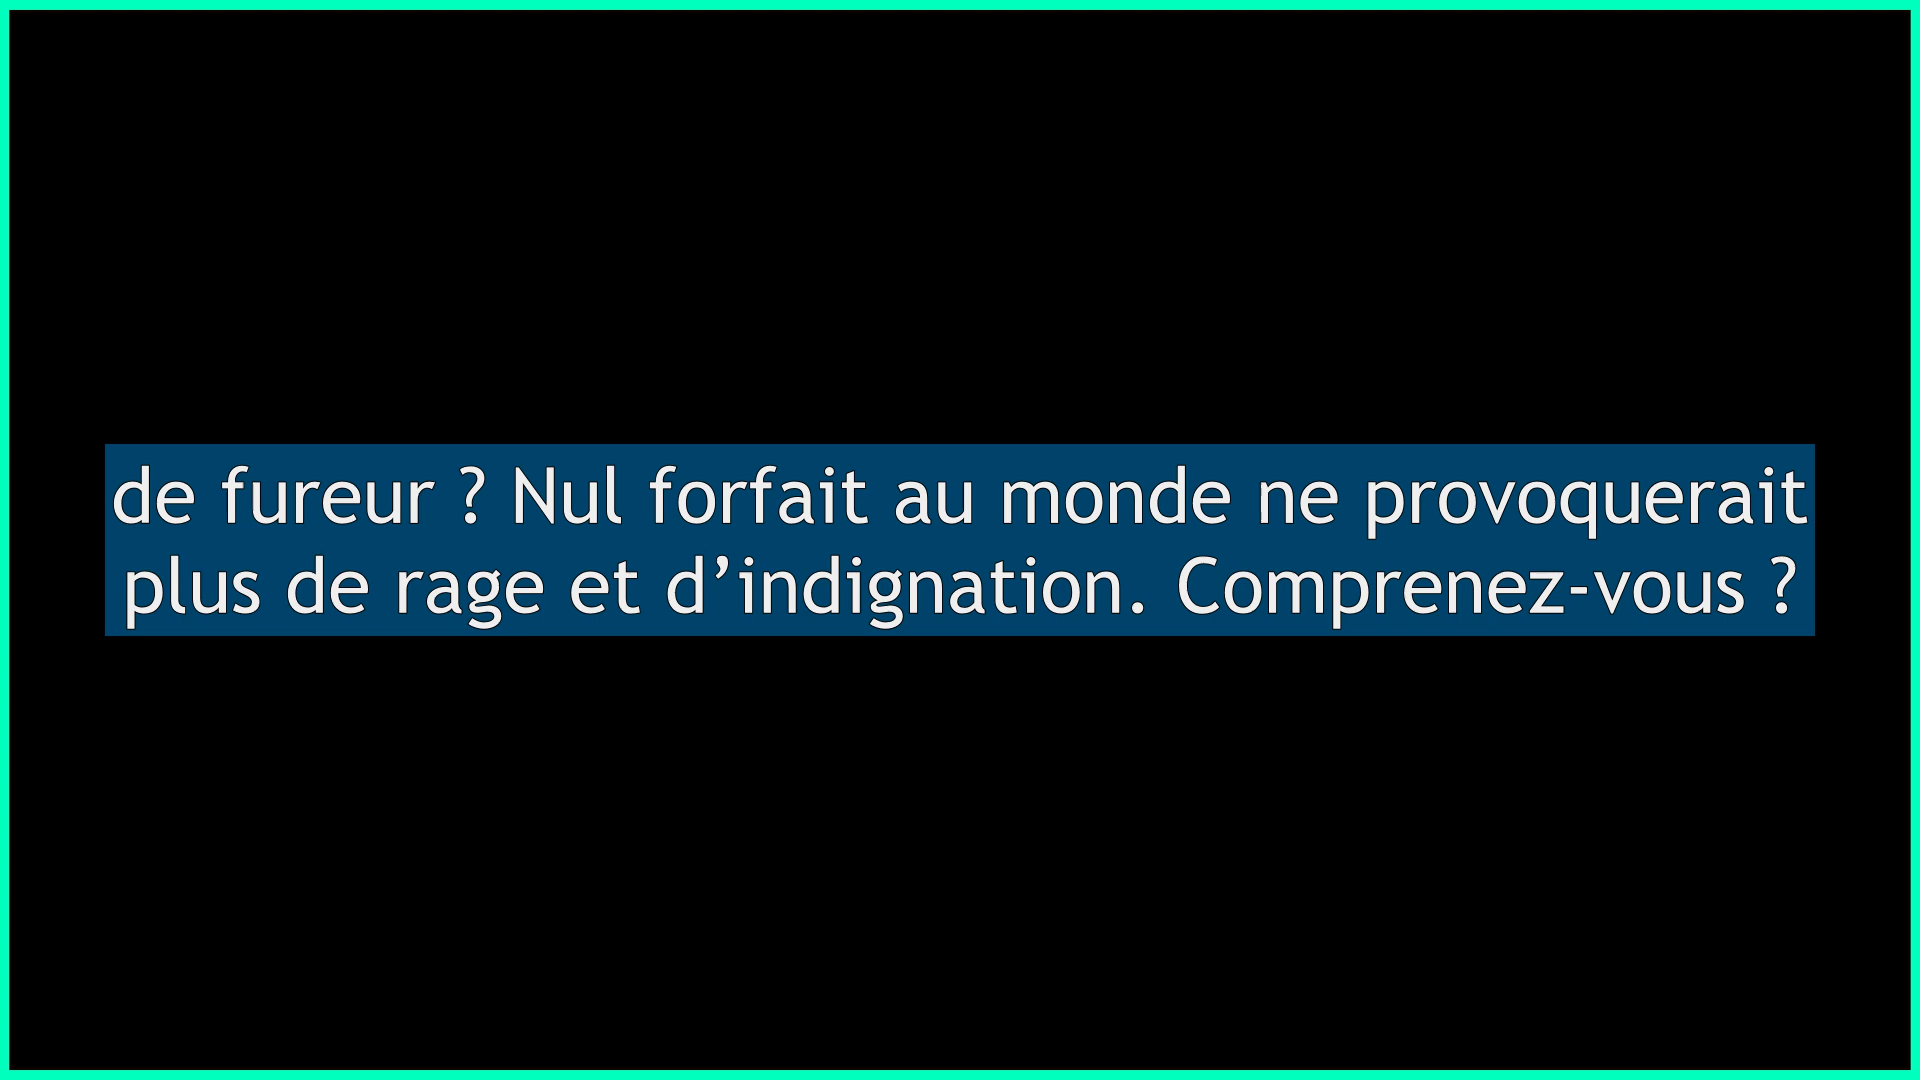 de fureur ? Nul forfait au monde ne provoquerait
plus de rage et d’indignation. Comprenez-vous ?